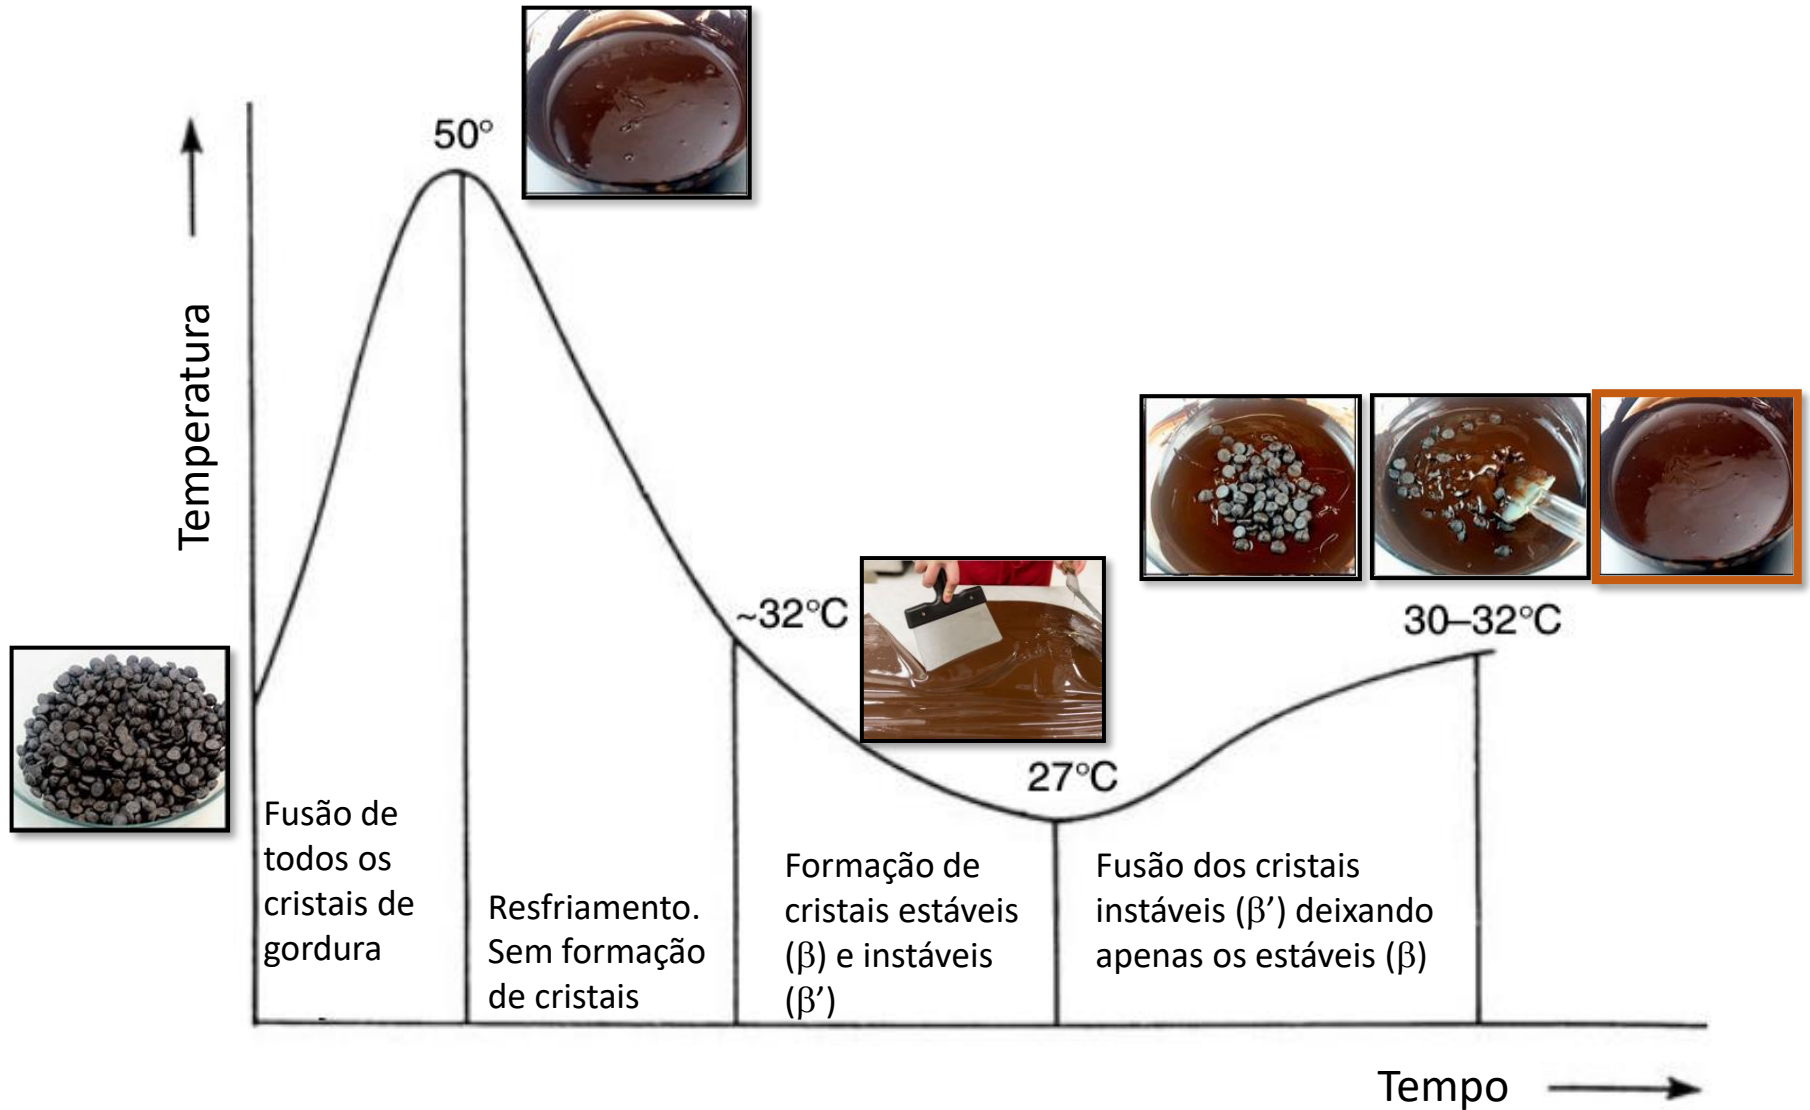 50°
Temperatura
~32°C
30–32°C
27°C
Fusão de
todos os
cristais de
gordura
Resfriamento.
Sem formação
de cristais
Formação de
cristais estáveis
(β) e instáveis
(β’)
Fusão dos cristais
instáveis (β’) deixando
apenas os estáveis (β)
Tempo